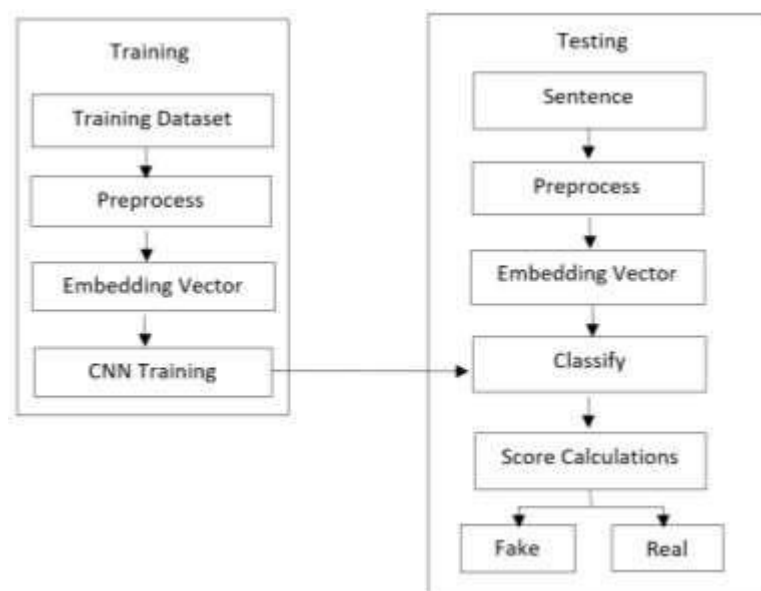 Training
Training Dataset
Preprocess
Embedding Vector
CNN Training
Testing
Sentence
Preprocess
Embedding Vector
Classify
Score Calculations
Fake
Real